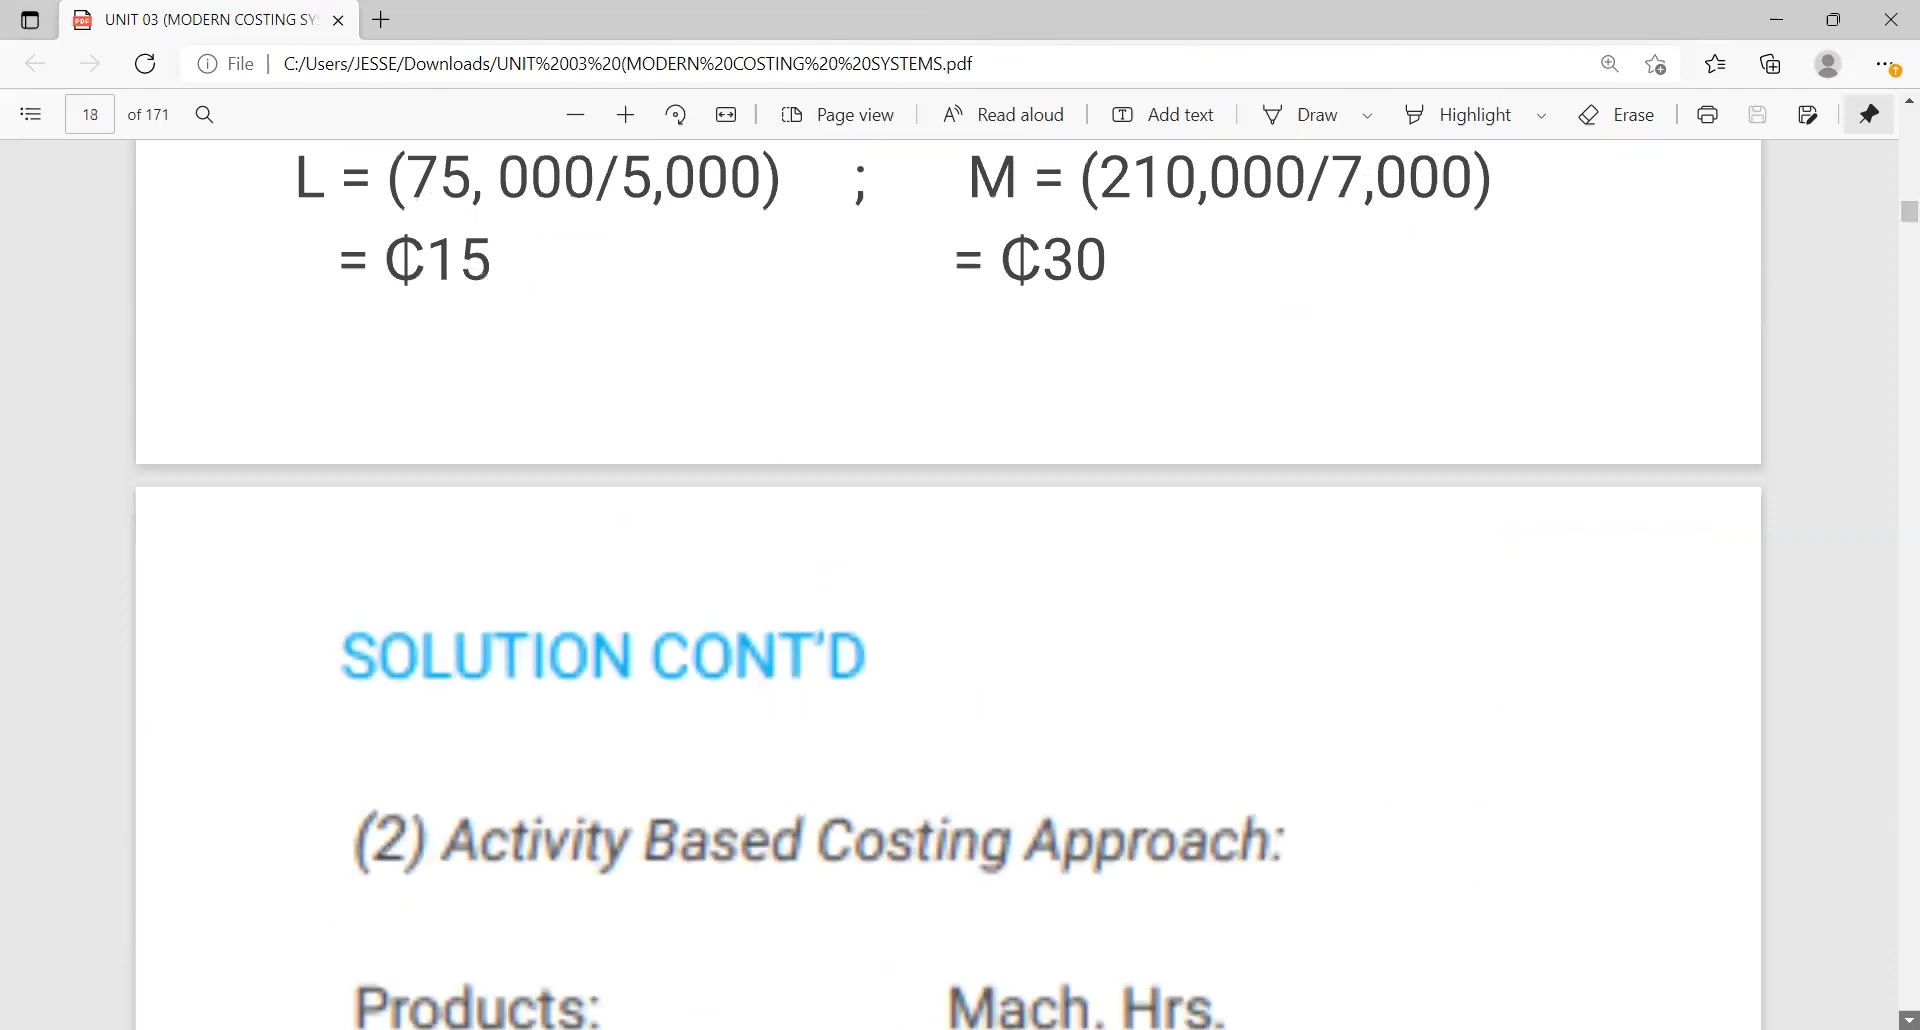 UNIT 03 (MODERN COSTING SY
File C:/Users/JESSE/Downloads/UNIT%2003%20(MODERN%20COSTING%20%20SYSTEMS.pdf
18 of 171 Page view Read aloud Add text Draw Highlight Erase
L = (75, 000/5,000) ; M = (210,000/7,000)
= ₵15 = ₵30
SOLUTION CONT'D
(2) Activity Based Costing Approach:
Products: Mach. Hrs.